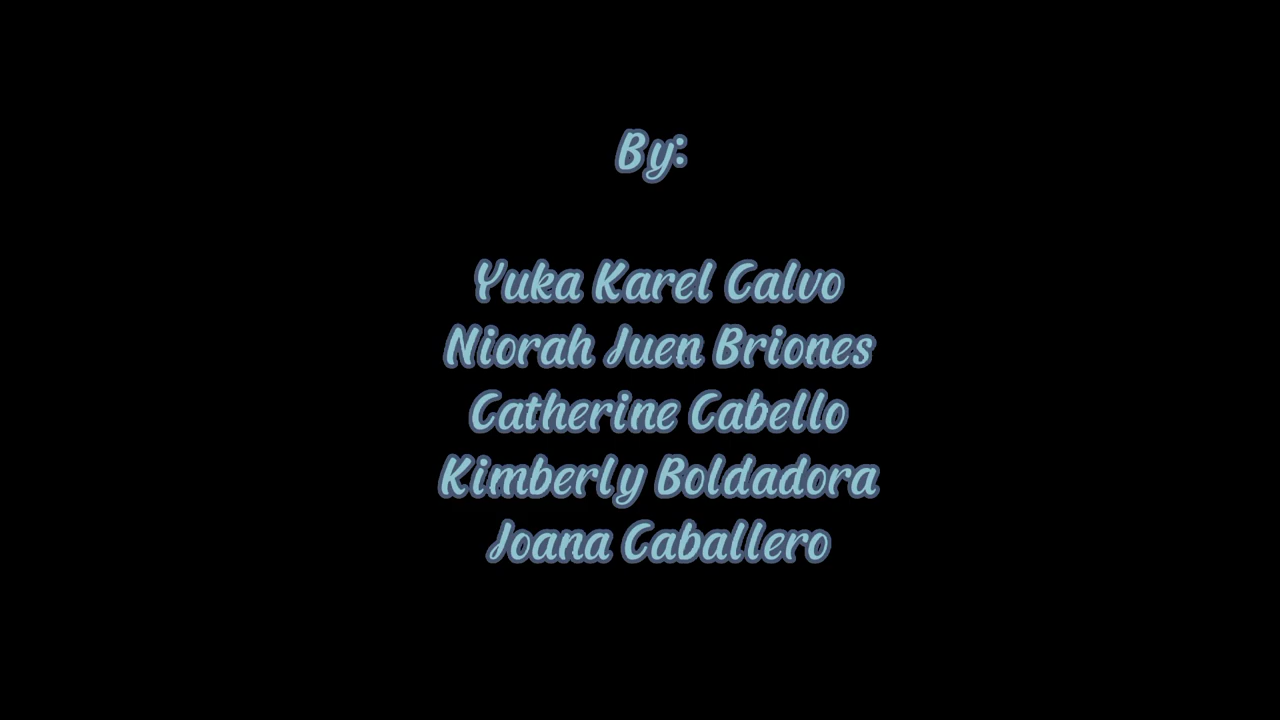 By:
Yuka Karel Calvo
Niorah Juen Briones
Catherine Cabello
Kimberly Boldadora
Joana Caballero